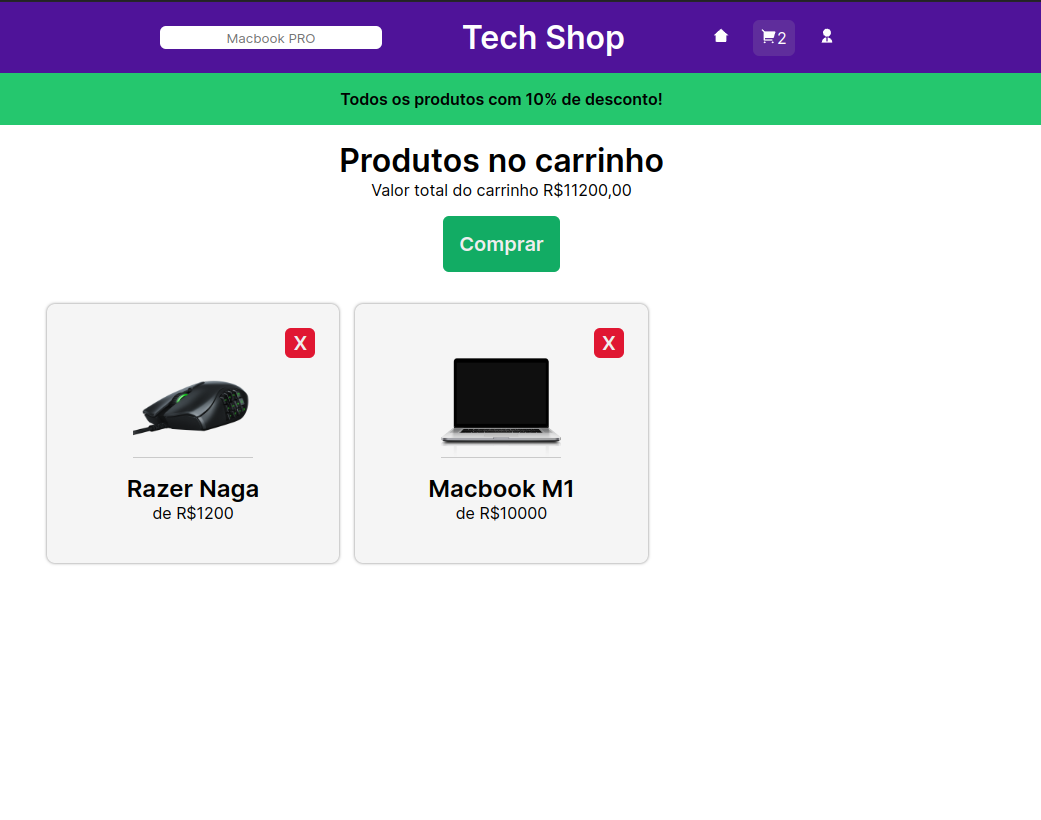 Macbook PRO
Tech Shop
2
Todos os produtos com 10% de desconto!
Produtos no carrinho
Valor total do carrinho R$11200,00
Comprar
X
X
Razer Naga
de R$1200
Macbook M1
de R$10000